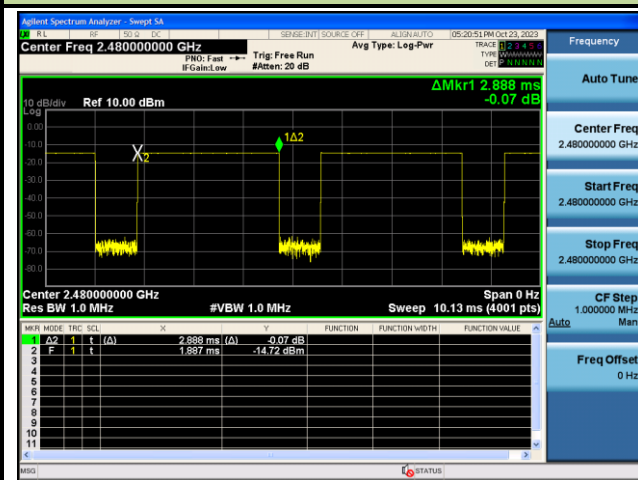 Agilent Spectrum Analyzer - Swept SA
RL RF 50 Ω DC SENSE:INT SOURCE OFF ALIGN AUTO 05:20:51 PM Oct 23, 2023
Center Freq 2.480000000 GHz
PNO: Fast
IFGain:Low
Trig: Free Run
#Atten: 20 dB
Avg Type: Log-Pwr
TRACE 1 2 3 4 5 6
TYPE
DET P N N N N N
ΔMkr1 2.888 ms
-0.07 dB
10 dB/div Ref 10.00 dBm
Log
0.00
-10.0
-20.0
-30.0
-40.0
-50.0
-60.0
-70.0
-80.0
1Δ2
X2
Center 2.480000000 GHz Span 0 Hz
Res BW 1.0 MHz #VBW 1.0 MHz Sweep 10.13 ms (4001 pts)
MKR MODE TRC SCL X Y FUNCTION FUNCTION WIDTH FUNCTION VALUE
1 Δ2 1 t (Δ) 2.888 ms (Δ) -0.07 dB
2 F 1 t 1.887 ms -14.72 dBm
3
4
5
6
7
8
9
10
11
MSG STATUS
Frequency
Auto Tune
Center Freq
2.480000000 GHz
Start Freq
2.480000000 GHz
Stop Freq
2.480000000 GHz
CF Step
1.000000 MHz
Auto Man
Freq Offset
0 Hz